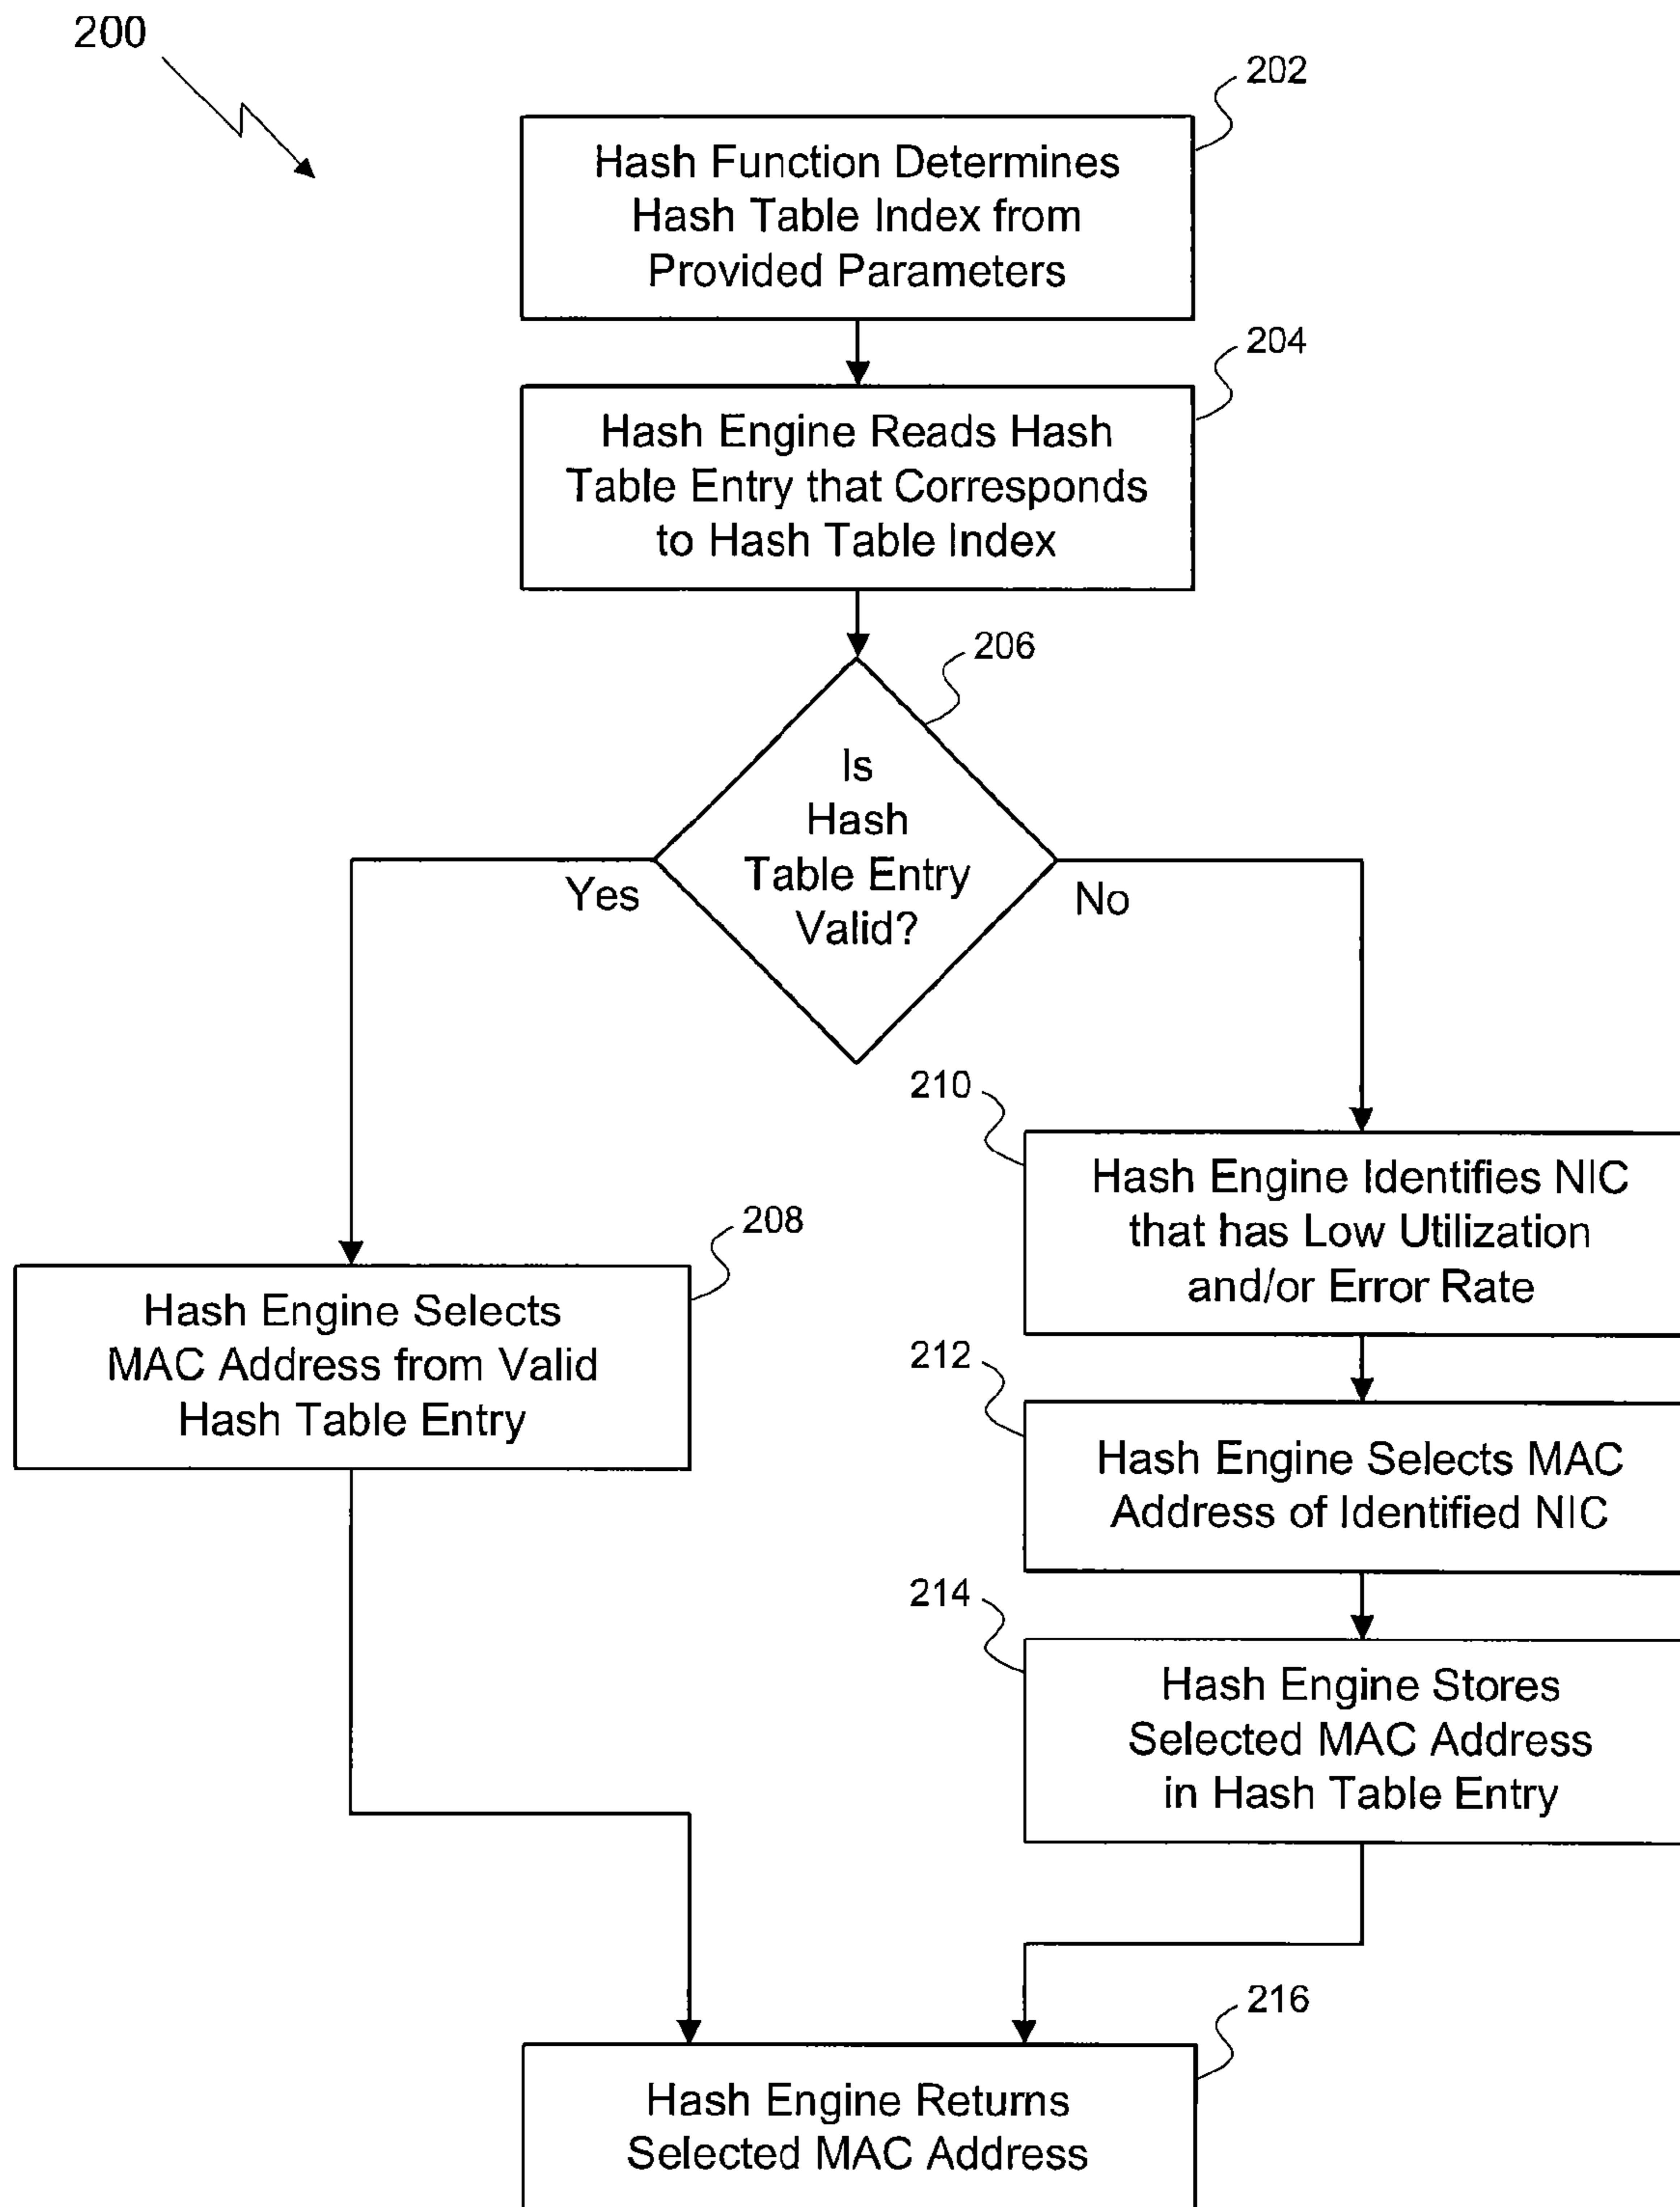 200
202
Hash Function Determines
Hash Table Index from
Provided Parameters
204
Hash Engine Reads Hash
Table Entry that Corresponds
to Hash Table Index
206
Is
Hash
Table Entry
Valid?
Yes
No
210
Hash Engine Identifies NIC
that has Low Utilization
and/or Error Rate
208
Hash Engine Selects
MAC Address from Valid
Hash Table Entry
212
Hash Engine Selects MAC
Address of Identified NIC
214
Hash Engine Stores
Selected MAC Address
in Hash Table Entry
216
Hash Engine Returns
Selected MAC Address